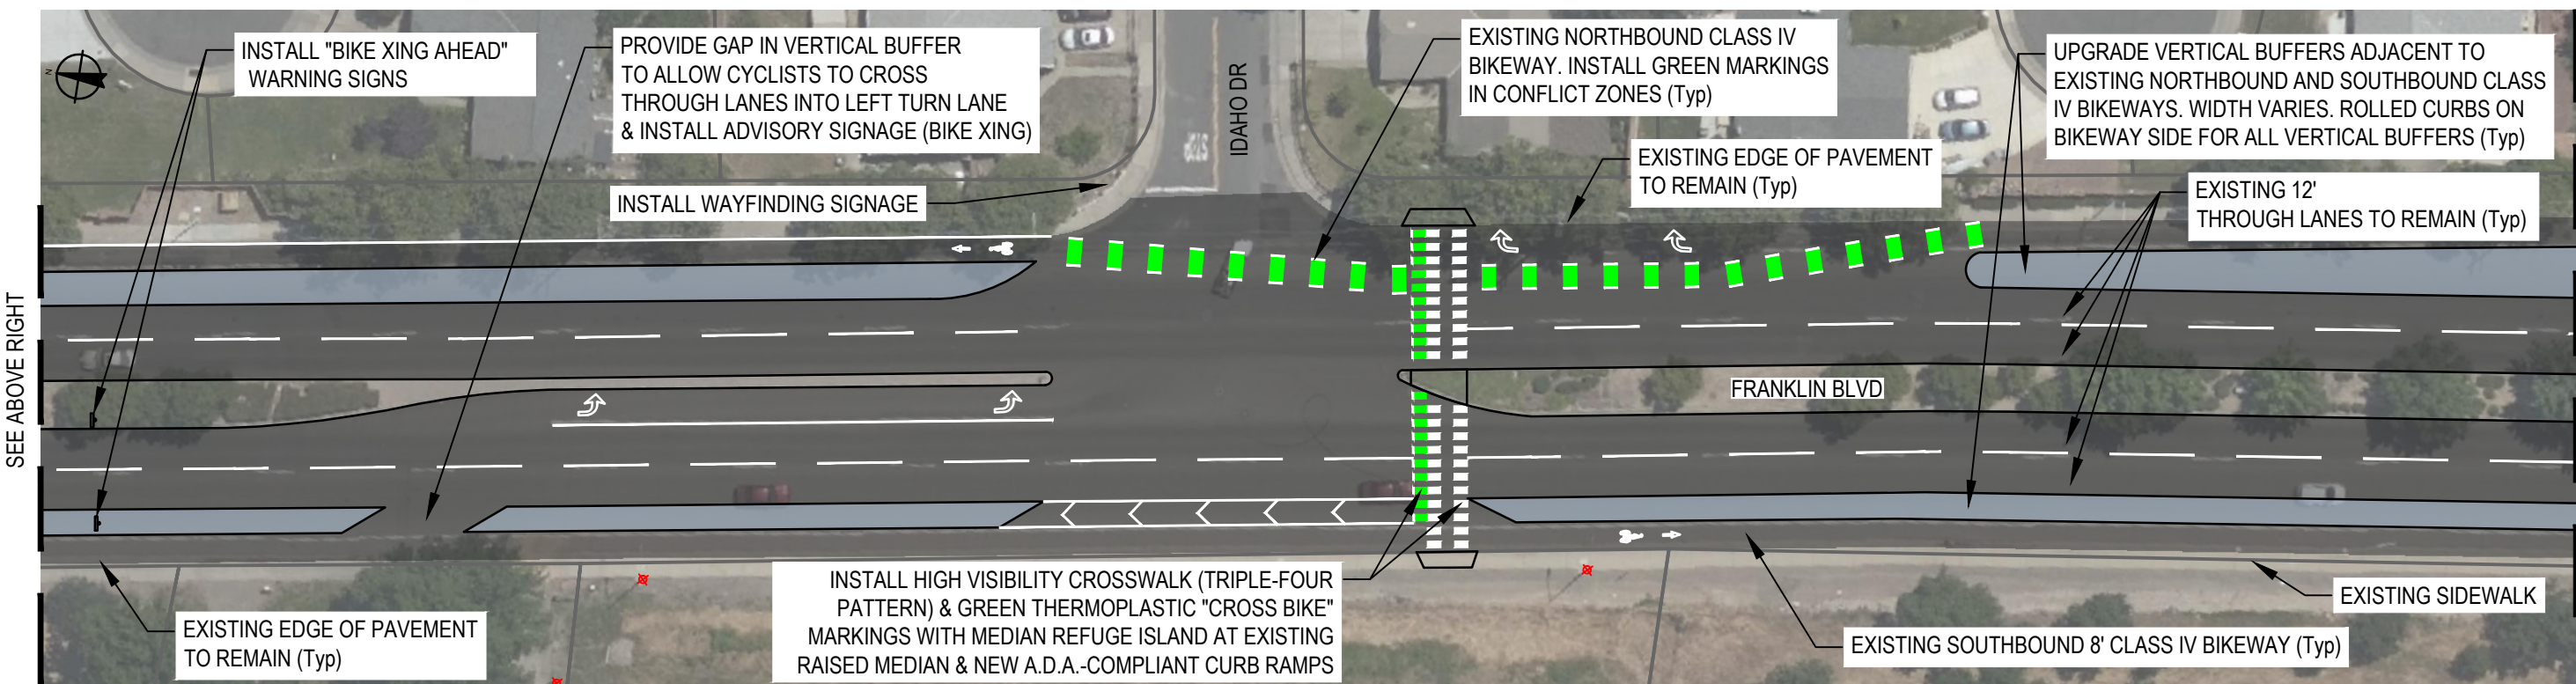 INSTALL "BIKE XING AHEAD"
WARNING SIGNS
PROVIDE GAP IN VERTICAL BUFFER
TO ALLOW CYCLISTS TO CROSS
THROUGH LANES INTO LEFT TURN LANE
& INSTALL ADVISORY SIGNAGE (BIKE XING)
INSTALL WAYFINDING SIGNAGE
IDAHO DR
EXISTING NORTHBOUND CLASS IV
BIKEWAY. INSTALL GREEN MARKINGS
IN CONFLICT ZONES (Typ)
EXISTING EDGE OF PAVEMENT
TO REMAIN (Typ)
UPGRADE VERTICAL BUFFERS ADJACENT TO
EXISTING NORTHBOUND AND SOUTHBOUND CLASS
IV BIKEWAYS. WIDTH VARIES. ROLLED CURBS ON
BIKEWAY SIDE FOR ALL VERTICAL BUFFERS (Typ)
EXISTING 12'
THROUGH LANES TO REMAIN (Typ)
N
STOP
SEE ABOVE RIGHT
FRANKLIN BLVD
EXISTING EDGE OF PAVEMENT
TO REMAIN (Typ)
INSTALL HIGH VISIBILITY CROSSWALK (TRIPLE-FOUR
PATTERN) & GREEN THERMOPLASTIC "CROSS BIKE"
MARKINGS WITH MEDIAN REFUGE ISLAND AT EXISTING
RAISED MEDIAN & NEW A.D.A.-COMPLIANT CURB RAMPS
EXISTING SOUTHBOUND 8' CLASS IV BIKEWAY (Typ)
EXISTING SIDEWALK